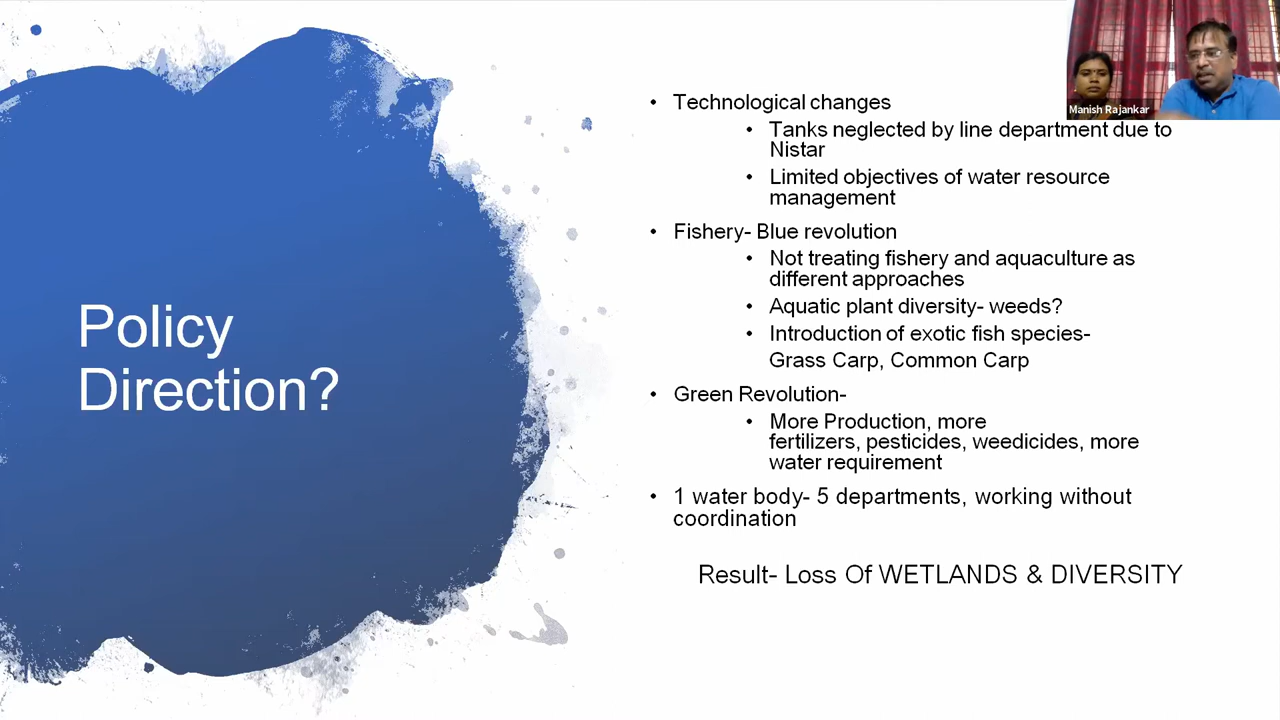 Policy
Direction?
• Technological changes
• Tanks neglected by line department due to
Nistar
• Limited objectives of water resource
management
• Fishery- Blue revolution
• Not treating fishery and aquaculture as
different approaches
• Aquatic plant diversity- weeds?
• Introduction of exotic fish species-
Grass Carp, Common Carp
• Green Revolution-
• More Production, more
fertilizers, pesticides, weedicides, more
water requirement
• 1 water body- 5 departments, working without
coordination
Result- Loss Of WETLANDS & DIVERSITY
Manish Rajankar